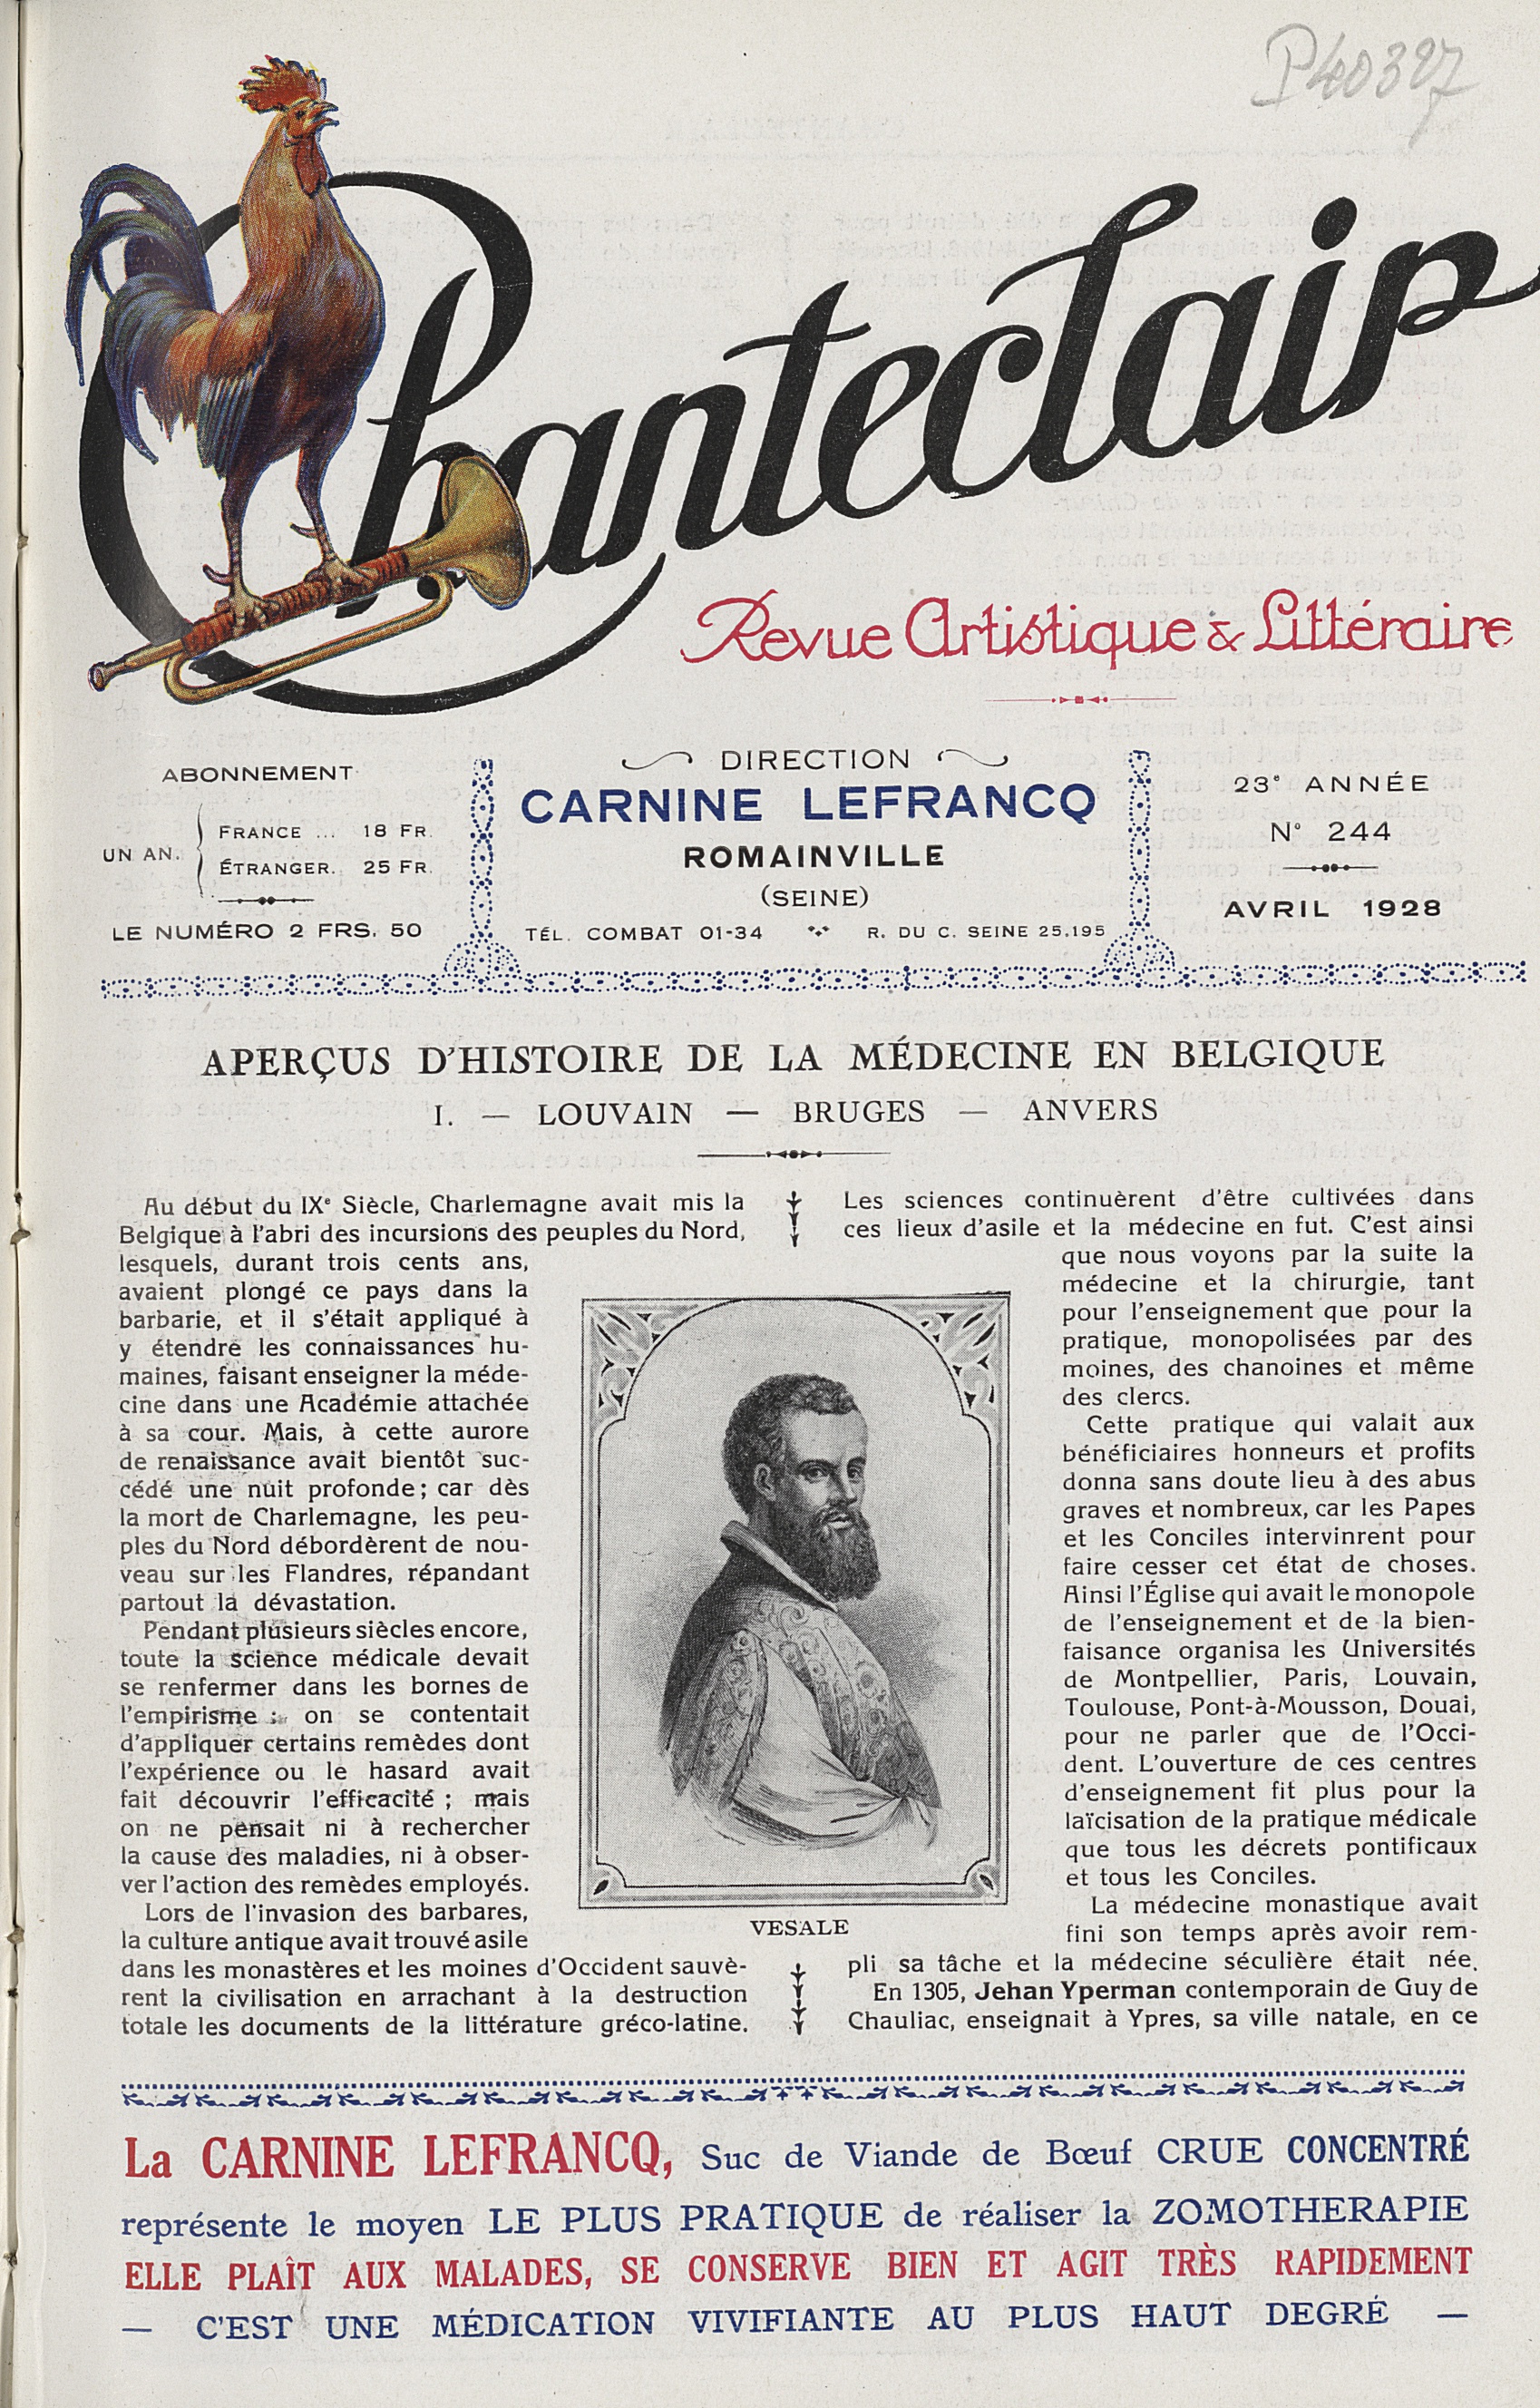 P40327
Chanteclair
Revue Artistique & Littéraire
ABONNEMENT
UN AN.
FRANCE ... 18 FR.
ÉTRANGER. 25 FR.
LE NUMÉRO 2 FRS. 50
DIRECTION
CARNINE LEFRANCQ
ROMAINVILLE
(SEINE)
TÉL. COMBAT 01-34 R. DU C. SEINE 25.195
23e ANNÉE
N° 244
AVRIL 1928
APERÇUS D'HISTOIRE DE LA MÉDECINE EN BELGIQUE
I. — LOUVAIN — BRUGES — ANVERS
Au début du IXe Siècle, Charlemagne avait mis la
Belgique à l'abri des incursions des peuples du Nord,
lesquels, durant trois cents ans,
avaient plongé ce pays dans la
barbarie, et il s'était appliqué à
y étendre les connaissances hu-
maines, faisant enseigner la méde-
cine dans une Académie attachée
à sa cour. Mais, à cette aurore
de renaissance avait bientôt suc-
cédé une nuit profonde; car dès
la mort de Charlemagne, les peu-
ples du Nord débordèrent de nou-
veau sur les Flandres, répandant
partout la dévastation.
Pendant plusieurs siècles encore,
toute la science médicale devait
se renfermer dans les bornes de
l'empirisme : on se contentait
d'appliquer certains remèdes dont
l'expérience ou le hasard avait
fait découvrir l'efficacité ; mais
on ne pensait ni à rechercher
la cause des maladies, ni à obser-
ver l'action des remèdes employés.
Lors de l'invasion des barbares,
la culture antique avait trouvé asile
dans les monastères et les moines d'Occident sauvè-
rent la civilisation en arrachant à la destruction
totale les documents de la littérature gréco-latine.
VESALE
Les sciences continuèrent d'être cultivées dans
ces lieux d'asile et la médecine en fut. C'est ainsi
que nous voyons par la suite la
médecine et la chirurgie, tant
pour l'enseignement que pour la
pratique, monopolisées par des
moines, des chanoines et même
des clercs.
Cette pratique qui valait aux
bénéficiaires honneurs et profits
donna sans doute lieu à des abus
graves et nombreux, car les Papes
et les Conciles intervinrent pour
faire cesser cet état de choses.
Ainsi l'Église qui avait le monopole
de l'enseignement et de la bien-
faisance organisa les Universités
de Montpellier, Paris, Louvain,
Toulouse, Pont-à-Mousson, Douai,
pour ne parler que de l'Occi-
dent. L'ouverture de ces centres
d'enseignement fit plus pour la
laïcisation de la pratique médicale
que tous les décrets pontificaux
et tous les Conciles.
La médecine monastique avait
fini son temps après avoir rem-
pli sa tâche et la médecine séculière était née.
En 1305, Jehan Yperman contemporain de Guy de
Chauliac, enseignait à Ypres, sa ville natale, en ce
La CARNINE LEFRANCQ, Suc de Viande de Bœuf CRUE CONCENTRÉ
représente le moyen LE PLUS PRATIQUE de réaliser la ZOMOTHERAPIE
ELLE PLAÎT AUX MALADES, SE CONSERVE BIEN ET AGIT TRÈS RAPIDEMENT
— C'EST UNE MÉDICATION VIVIFIANTE AU PLUS HAUT DEGRÉ —